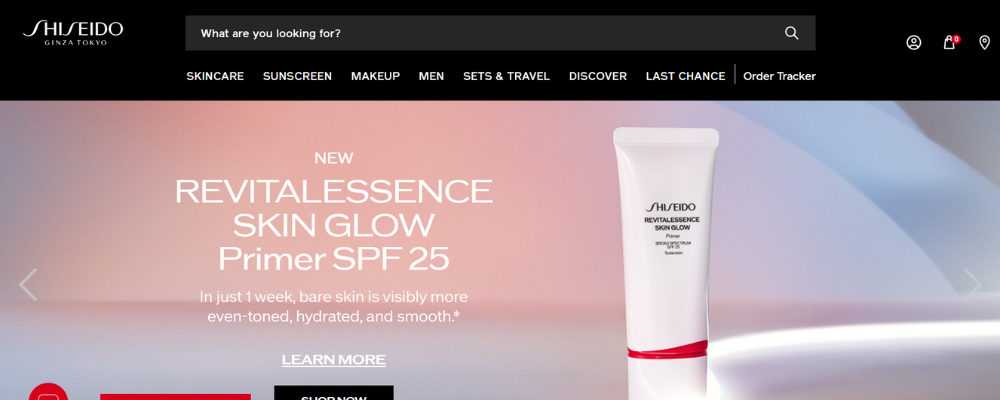 SHISEIDO
GINZA TOKYO
What are you looking for?
0
SKINCARE SUNSCREEN MAKEUP MEN SETS & TRAVEL DISCOVER LAST CHANCE Order Tracker
NEW
REVITALESSENCE
SKIN GLOW
Primer SPF 25
In just 1 week, bare skin is visibly more
even-toned, hydrated, and smooth.*
LEARN MORE
SHOP NOW
SHISEIDO
REVITALESSENCE
SKIN GLOW
Primer
BROAD SPECTRUM
SPF 25
Sunscreen